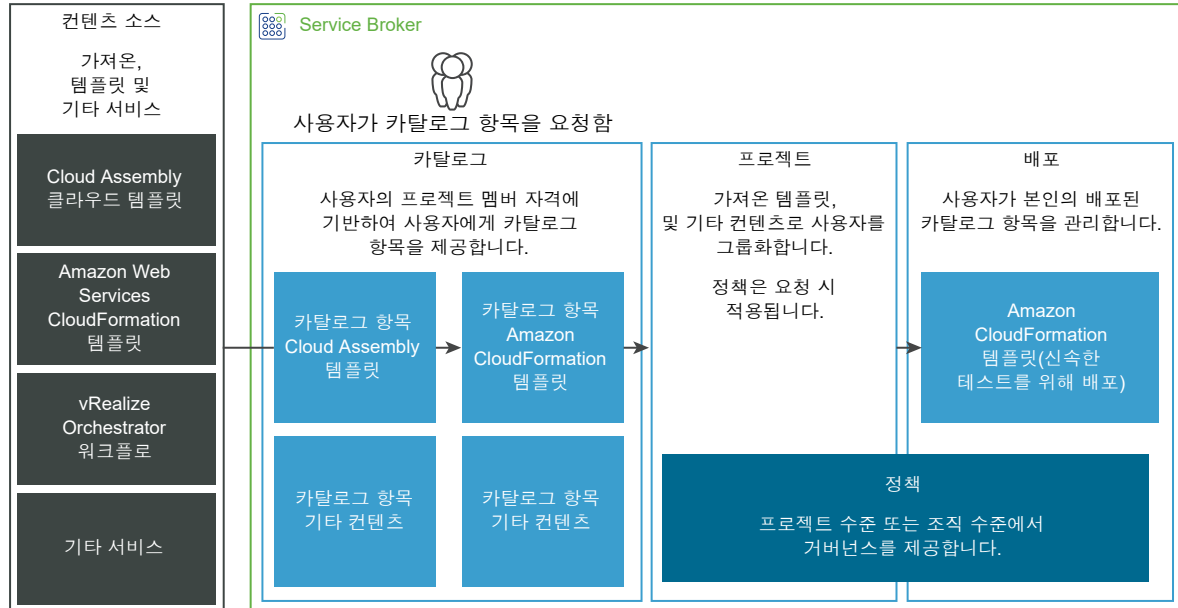 컨텐츠 소스
가져온,
템플릿 및
기타 서비스
Cloud Assembly
클라우드 템플릿
Amazon Web
Services
CloudFormation
템플릿
vRealize
Orchestrator
워크플로
기타 서비스
Service Broker
사용자가 카탈로그 항목을 요청함
카탈로그
사용자의 프로젝트 멤버 자격에
기반하여 사용자에게 카탈로그
항목을 제공합니다.
카탈로그 항목
Cloud Assembly
템플릿
카탈로그 항목
Amazon
CloudFormation
템플릿
카탈로그 항목
기타 컨텐츠
카탈로그 항목
기타 컨텐츠
프로젝트
가져온 템플릿,
및 기타 컨텐츠로 사용자를
그룹화합니다.
정책은 요청 시
적용됩니다.
배포
사용자가 본인의 배포된
카탈로그 항목을 관리합니다.
Amazon
CloudFormation
템플릿(신속한
테스트를 위해 배포)
정책
프로젝트 수준 또는 조직 수준에서
거버넌스를 제공합니다.